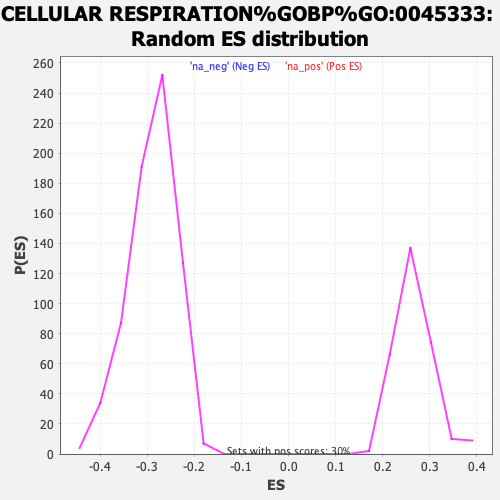 CELLULAR RESPIRATION%GOBP%GO:0045333:
Random ES distribution
'na_neg' (Neg ES) 'na_pos' (Pos ES)
260
240
220
200
180
160
140
120
100
80
60
40
20
0
P(ES)
Sets with pos scores: 30%
-0.4 -0.3 -0.2 -0.1 0.0 0.1 0.2 0.3 0.4
ES